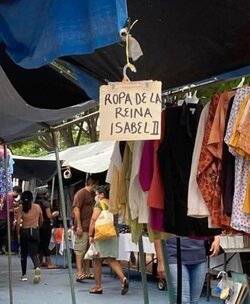 ROPA DE LA
REINA
ISABEL II